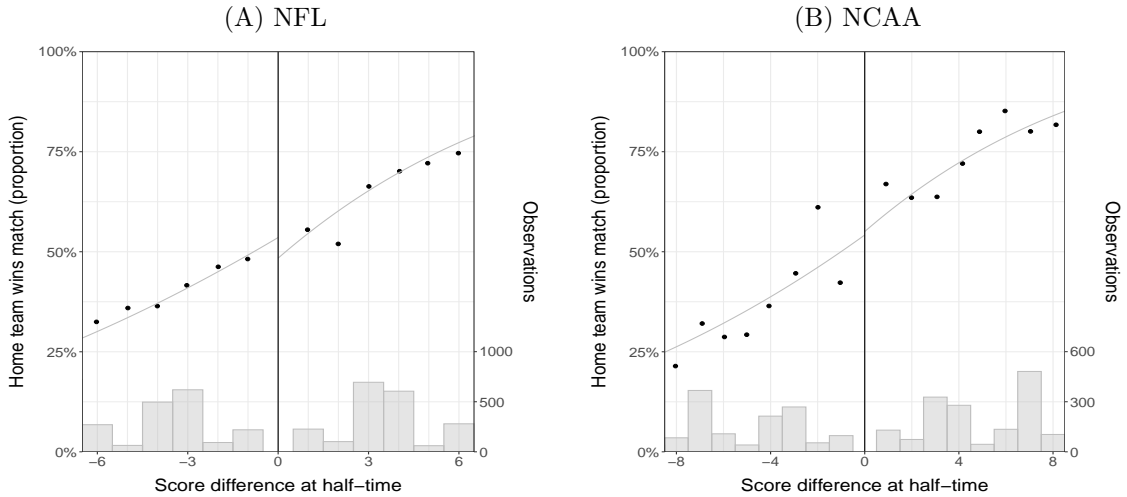 (A) NFL
100%
75%
50%
25%
0%
Home team wins match (proportion)
1000
500
0
Observations
−6 −3 0 3 6
Score difference at half−time
(B) NCAA
100%
75%
50%
25%
0%
Home team wins match (proportion)
600
300
0
Observations
−8 −4 0 4 8
Score difference at half−time